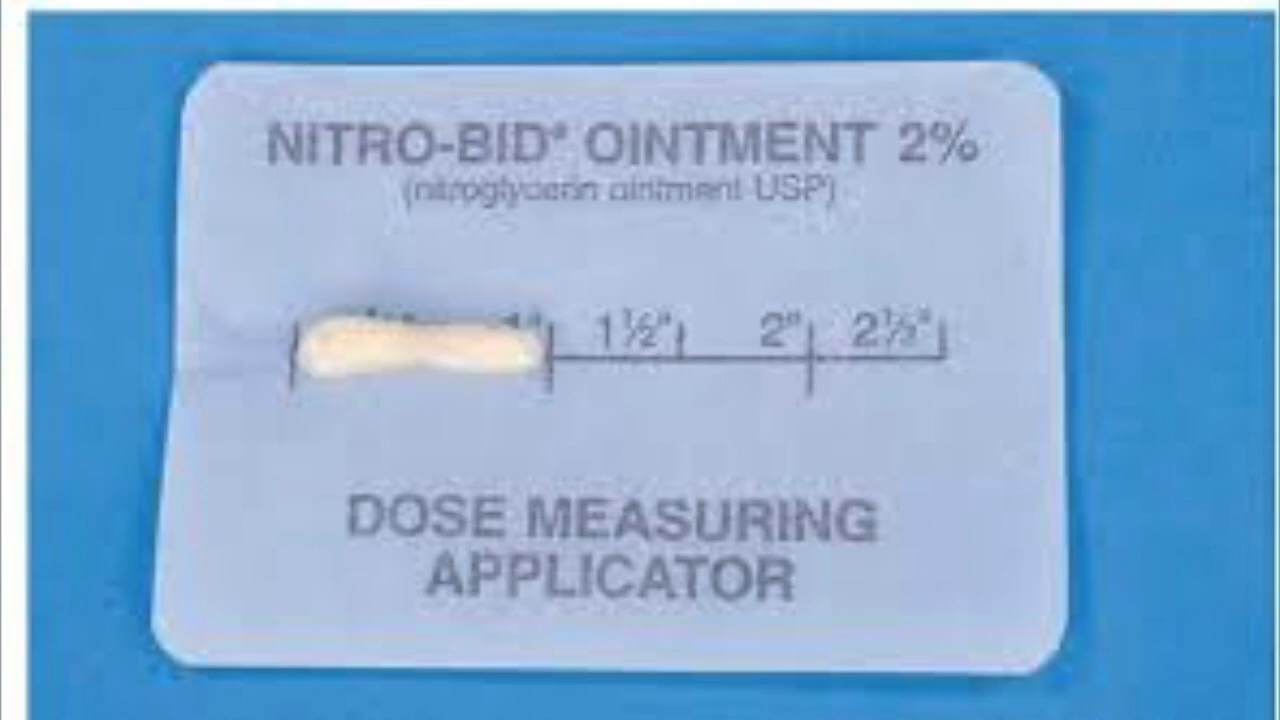 NITRO-BID® OINTMENT 2%
(nitroglycerin ointment USP)
1½" 2" 2½"
DOSE MEASURING
APPLICATOR